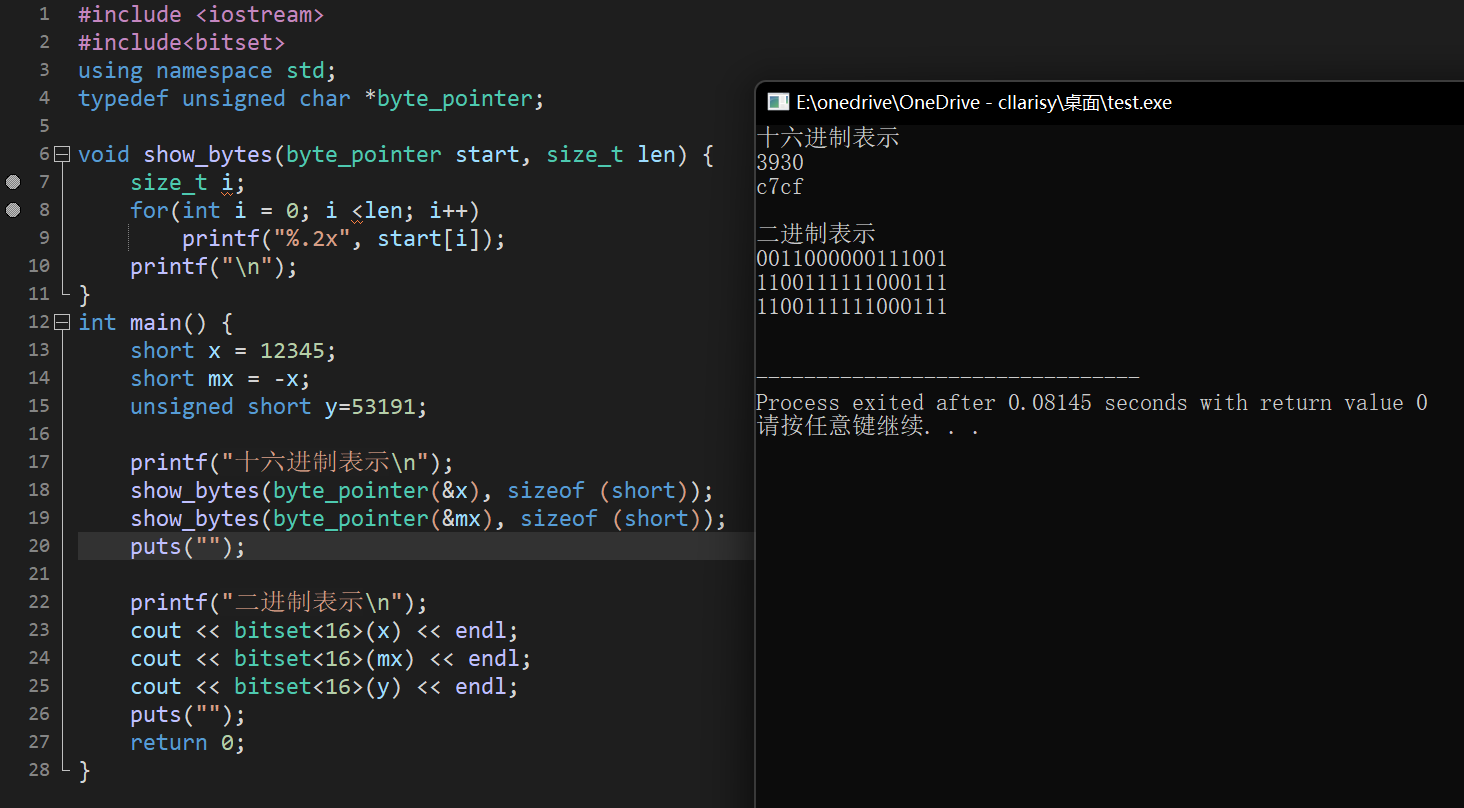 1 #include <iostream>
2 #include<bitset>
3 using namespace std;
4 typedef unsigned char *byte_pointer;
5
6 void show_bytes(byte_pointer start, size_t len) {
7     size_t i;
8     for(int i = 0; i <len; i++)
9         printf("%.2x", start[i]);
10     printf("\n");
11 }
12 int main() {
13     short x = 12345;
14     short mx = -x;
15     unsigned short y=53191;
16
17     printf("十六进制表示\n");
18     show_bytes(byte_pointer(&x), sizeof (short));
19     show_bytes(byte_pointer(&mx), sizeof (short));
20     puts("");
21
22     printf("二进制表示\n");
23     cout << bitset<16>(x) << endl;
24     cout << bitset<16>(mx) << endl;
25     cout << bitset<16>(y) << endl;
26     puts("");
27     return 0;
28 }
E:\onedrive\OneDrive - cllarisy\桌面\test.exe
十六进制表示
3930
c7cf

二进制表示
0011000000111001
1100111111000111
1100111111000111

--------------------------------
Process exited after 0.08145 seconds with return value 0
请按任意键继续. . .